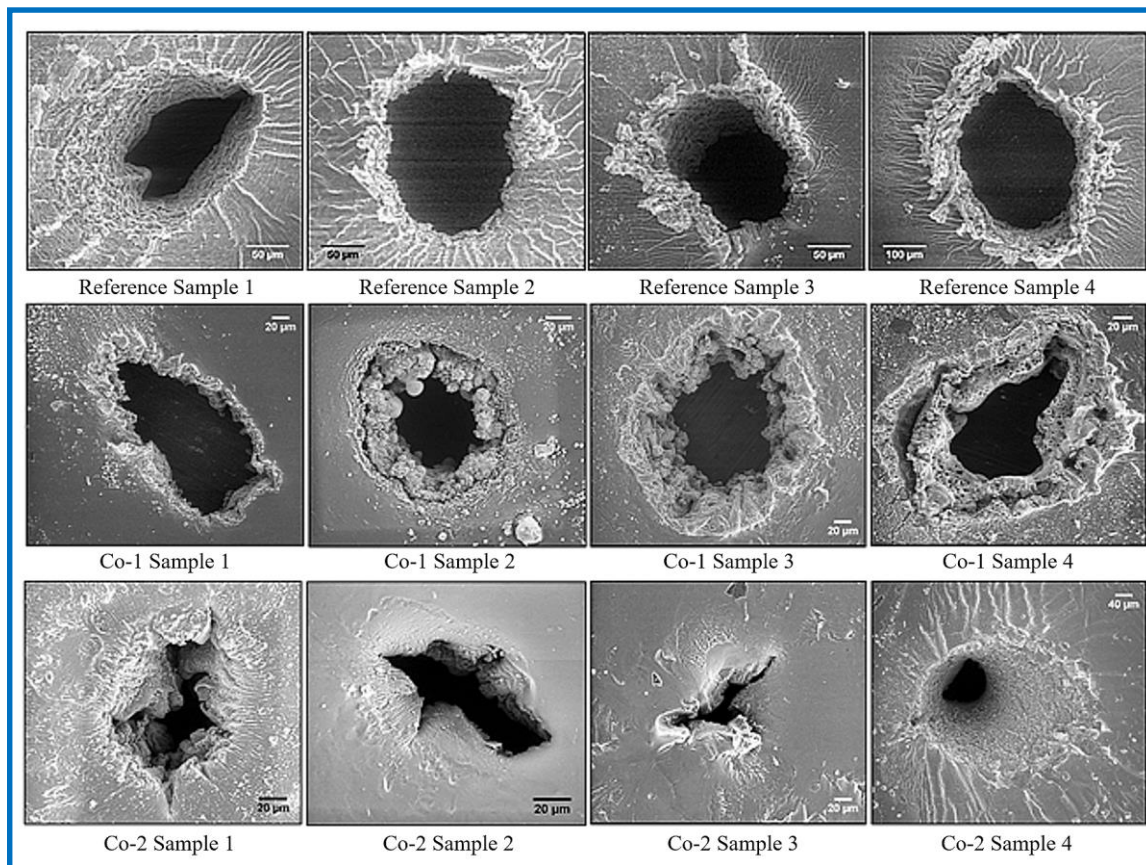 50 µm
50 µm
50 µm
100 µm
Reference Sample 1
Reference Sample 2
Reference Sample 3
Reference Sample 4
20 µm
20 µm
20 µm
20 µm
Co-1 Sample 1
Co-1 Sample 2
Co-1 Sample 3
Co-1 Sample 4
20 µm
20 µm
20 µm
40 µm
Co-2 Sample 1
Co-2 Sample 2
Co-2 Sample 3
Co-2 Sample 4